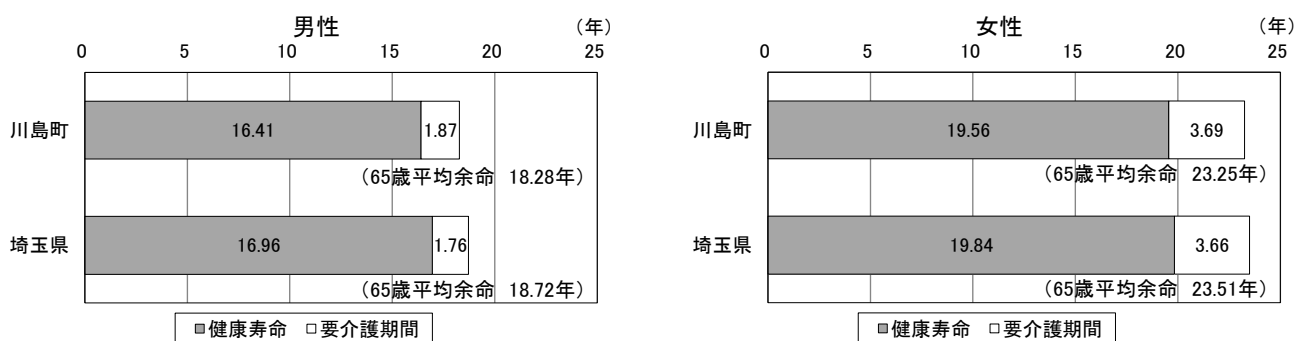 男性 （年）
0 5 10 15 20 25
川島町 16.41 1.87
（65歳平均余命 18.28年）
埼玉県 16.96 1.76
（65歳平均余命 18.72年）
■健康寿命 □要介護期間
女性 （年）
0 5 10 15 20 25
川島町 19.56 3.69
（65歳平均余命 23.25年）
埼玉県 19.84 3.66
（65歳平均余命 23.51年）
■健康寿命 □要介護期間